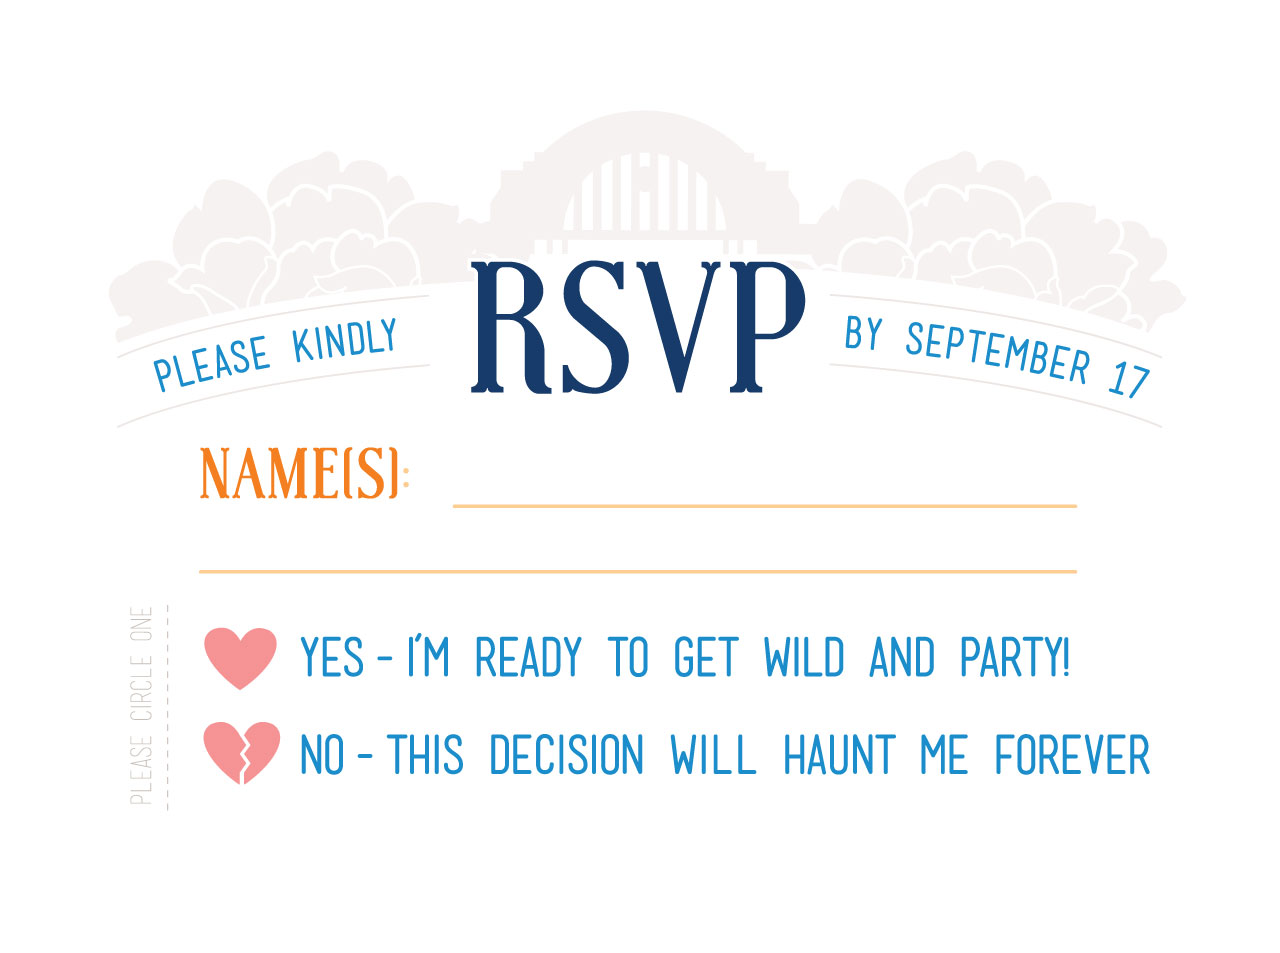 PLEASE KINDLY RSVP BY SEPTEMBER 17
NAME(S):
PLEASE CIRCLE ONE
YES - I'M READY TO GET WILD AND PARTY!
NO - THIS DECISION WILL HAUNT ME FOREVER